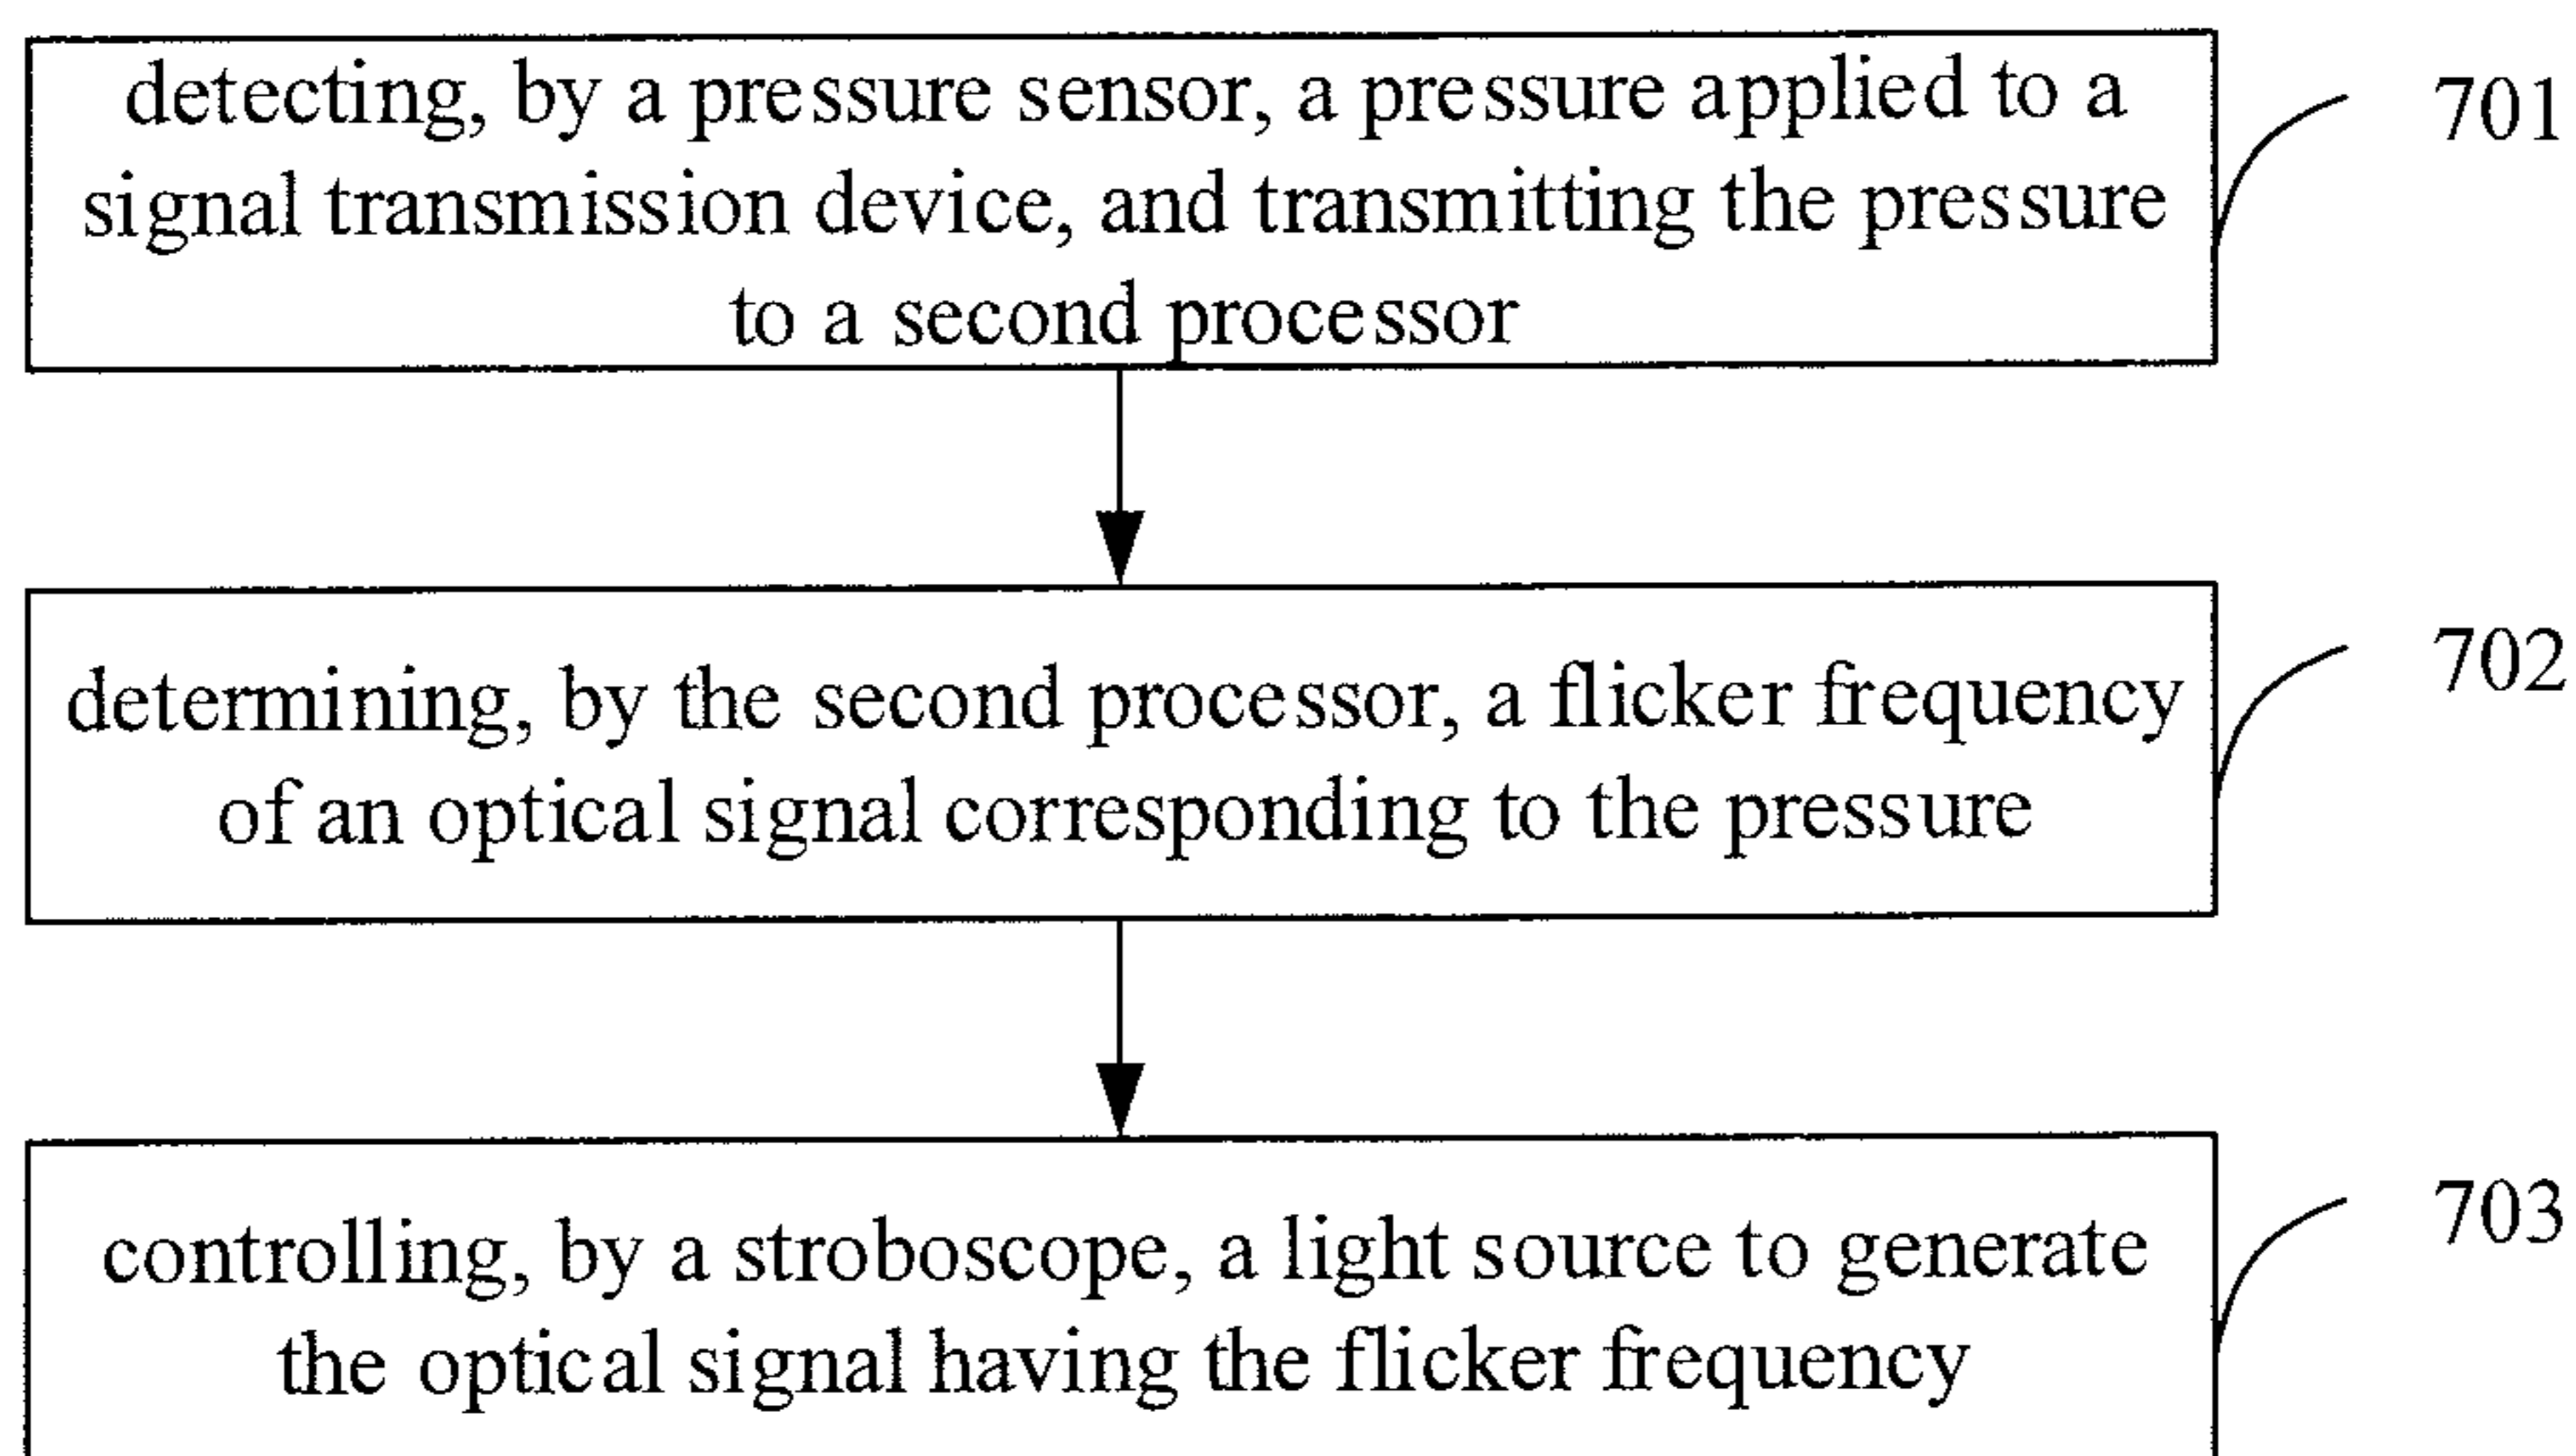 detecting, by a pressure sensor, a pressure applied to a
signal transmission device, and transmitting the pressure
to a second processor
701
determining, by the second processor, a flicker frequency
of an optical signal corresponding to the pressure
702
controlling, by a stroboscope, a light source to generate
the optical signal having the flicker frequency
703